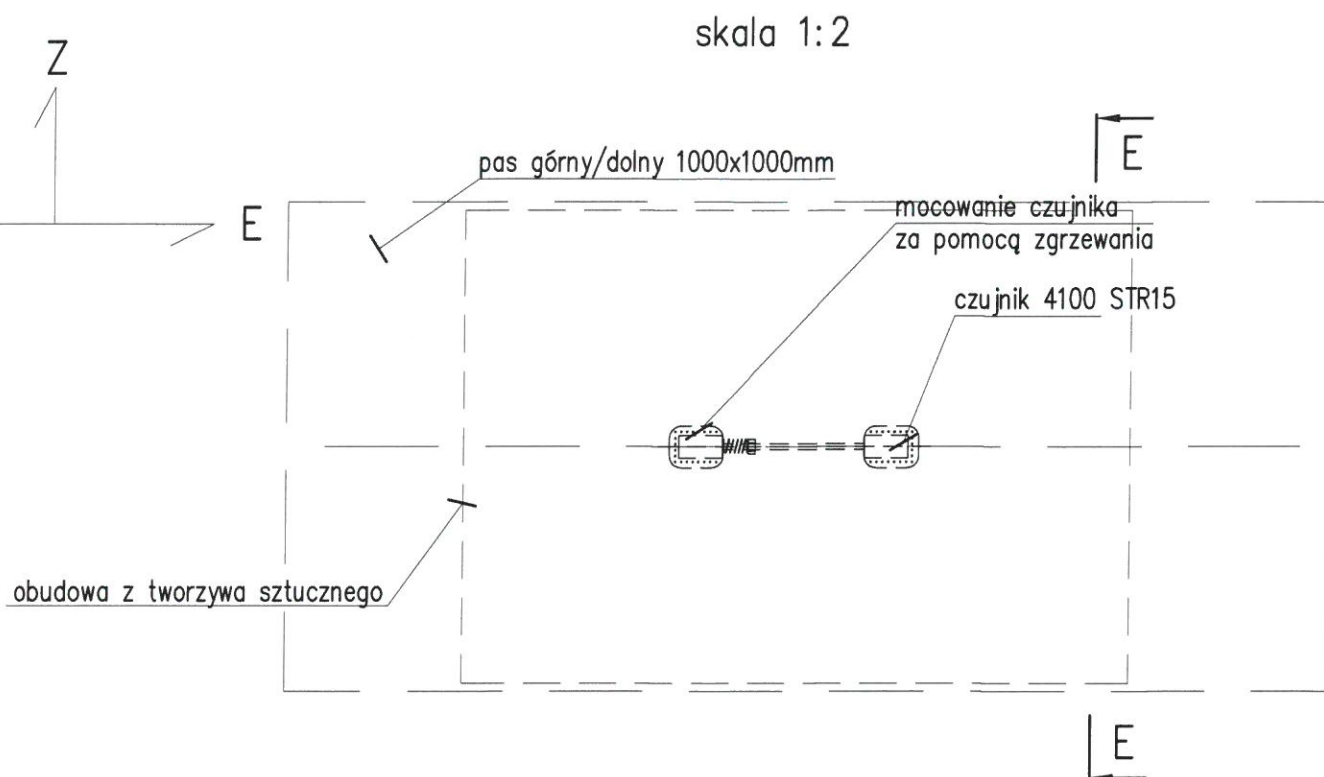 skala 1:2
Z
E
pas górny/dolny 1000x1000mm
E
mocowanie czujnika
za pomocą zgrzewania
czujnik 4100 STR15
obudowa z tworzywa sztucznego
E